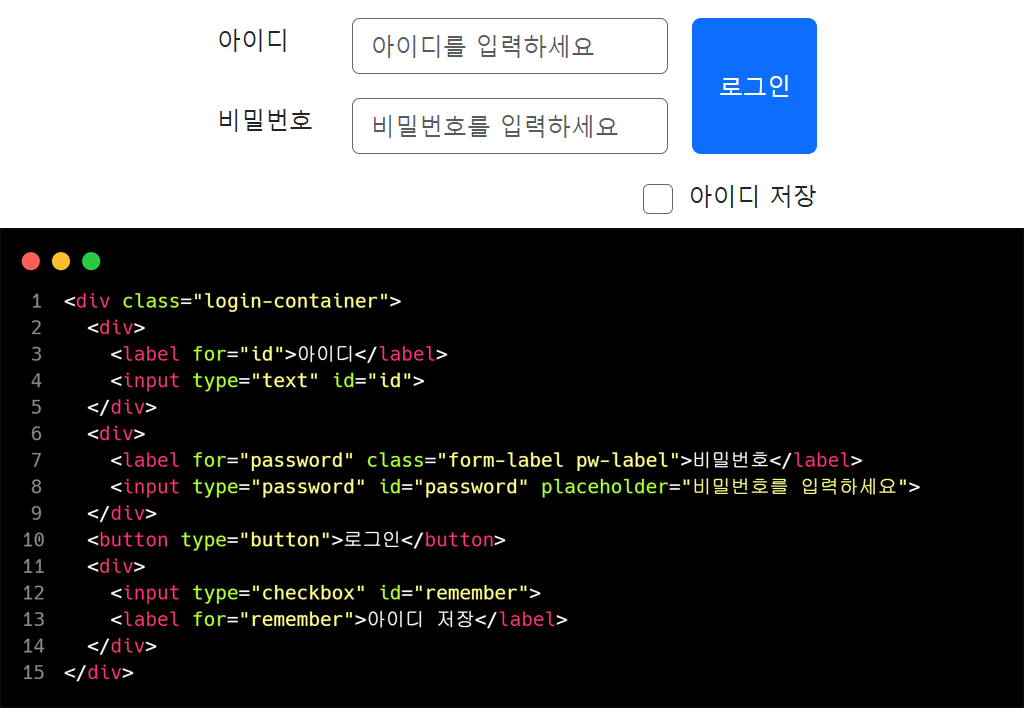 아이디
아이디를 입력하세요
로그인
비밀번호
비밀번호를 입력하세요
아이디 저장
1 <div class="login-container">
2 <div>
3 <label for="id">아이디</label>
4 <input type="text" id="id">
5 </div>
6 <div>
7 <label for="password" class="form-label pw-label">비밀번호</label>
8 <input type="password" id="password" placeholder="비밀번호를 입력하세요">
9 </div>
10 <button type="button">로그인</button>
11 <div>
12 <input type="checkbox" id="remember">
13 <label for="remember">아이디 저장</label>
14 </div>
15 </div>